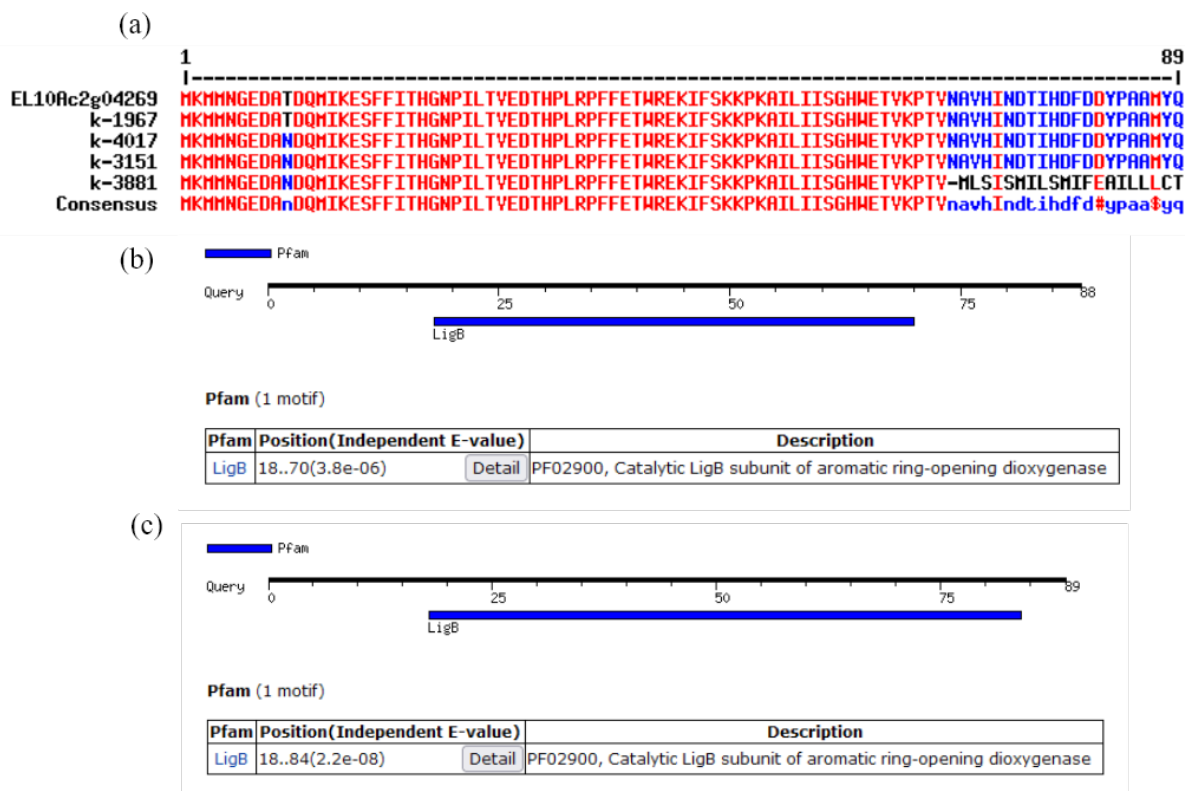 (a)
1 89
EL10Ac2g04269 MKMMNGEDATDQMIKESFFITHGNPILTVEDTHPLRPFFETWREKIFSKKPKAILIISGHWETVKPTVNAVHINDTIHDFDDYPAAMYQ
k-1967 MKMMNGEDATDQMIKESFFITHGNPILTVEDTHPLRPFFETWREKIFSKKPKAILIISGHWETVKPTVNAVHINDTIHDFDDYPAAMYQ
k-4017 MKMMNGEDANDQMIKESFFITHGNPILTVEDTHPLRPFFETWREKIFSKKPKAILIISGHWETVKPTVNAVHINDTIHDFDDYPAAMYQ
k-3151 MKMMNGEDANDQMIKESFFITHGNPILTVEDTHPLRPFFETWREKIFSKKPKAILIISGHWETVKPTVNAVHINDTIHDFDDYPAAMYQ
k-3881 MKMMNGEDANDQMIKESFFITHGNPILTVEDTHPLRPFFETWREKIFSKKPKAILIISGHWETVKPTV-MLSISMILSMIFEAILLLCT
Consensus MKMMNGEDAnDQMIKESFFITHGNPILTVEDTHPLRPFFETWREKIFSKKPKAILIISGHWETVKPTVnavhIndtihdfd#ypaa$yq
(b)
Pfam
Query
0 25 50 75 88
LigB
Pfam (1 motif)
Pfam Position(Independent E-value) Description
LigB 18..70(3.8e-06) Detail PF02900, Catalytic LigB subunit of aromatic ring-opening dioxygenase
(c)
Pfam
Query
0 25 50 75 89
LigB
Pfam (1 motif)
Pfam Position(Independent E-value) Description
LigB 18..84(2.2e-08) Detail PF02900, Catalytic LigB subunit of aromatic ring-opening dioxygenase